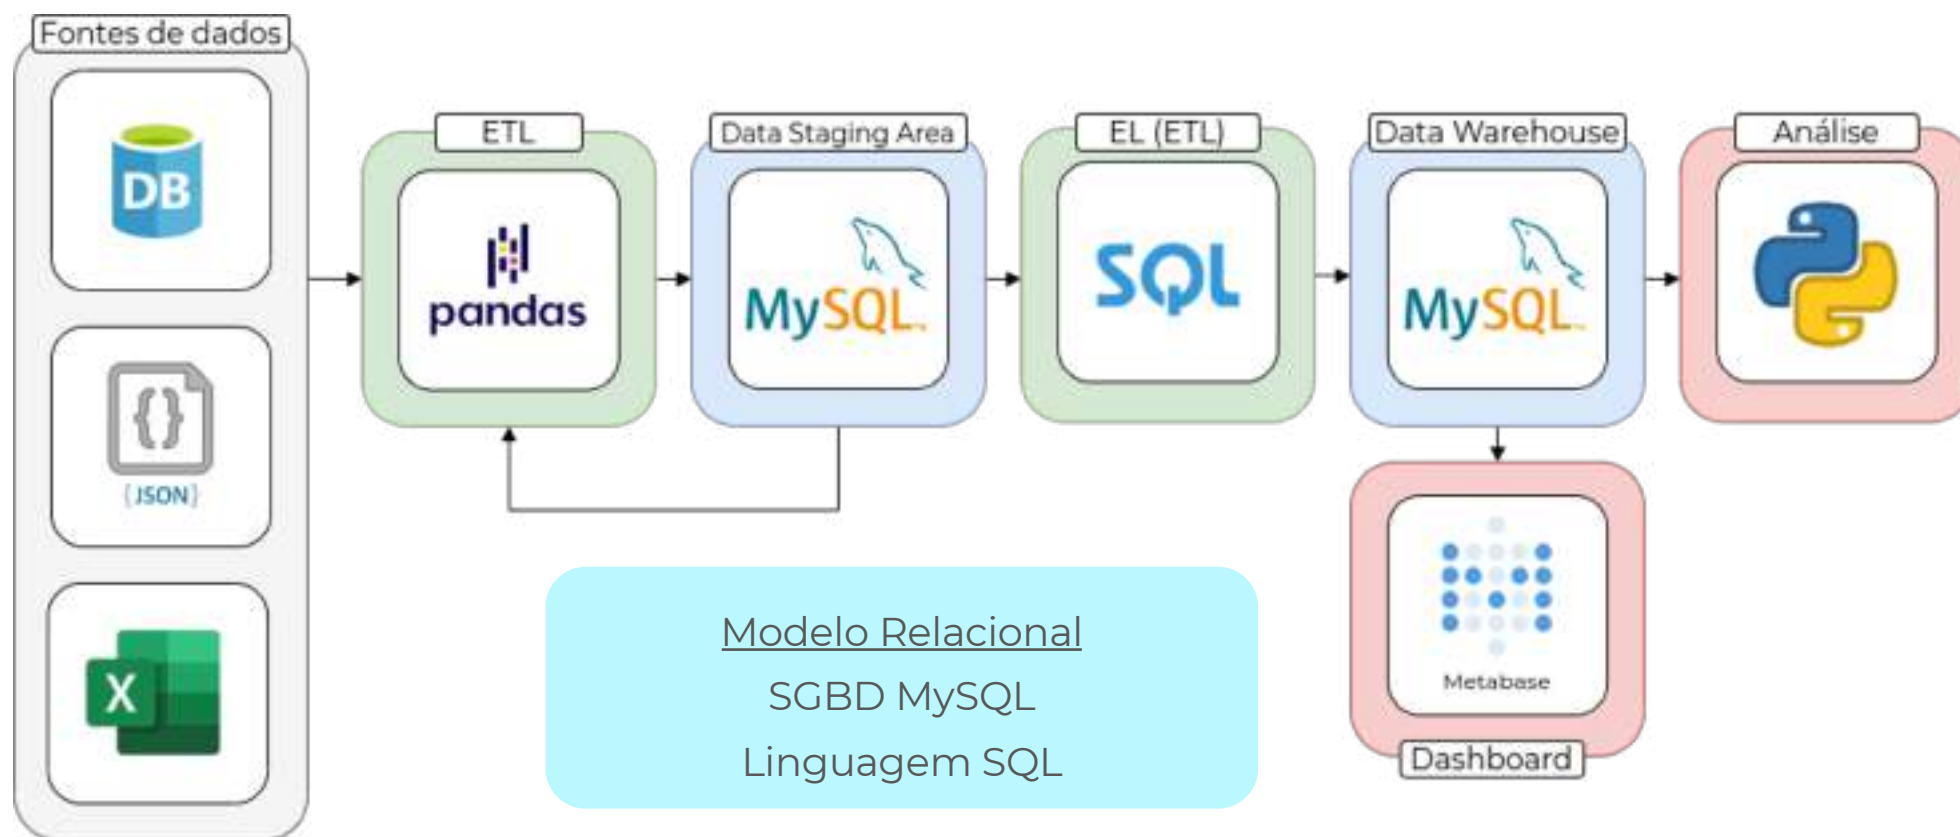 Fontes de dados
DB
{}
{JSON}
X
ETL
pandas
Data Staging Area
MySQL
EL (ETL)
SQL
Data Warehouse
MySQL
Análise
Metabase
Dashboard
Modelo Relacional
SGBD MySQL
Linguagem SQL